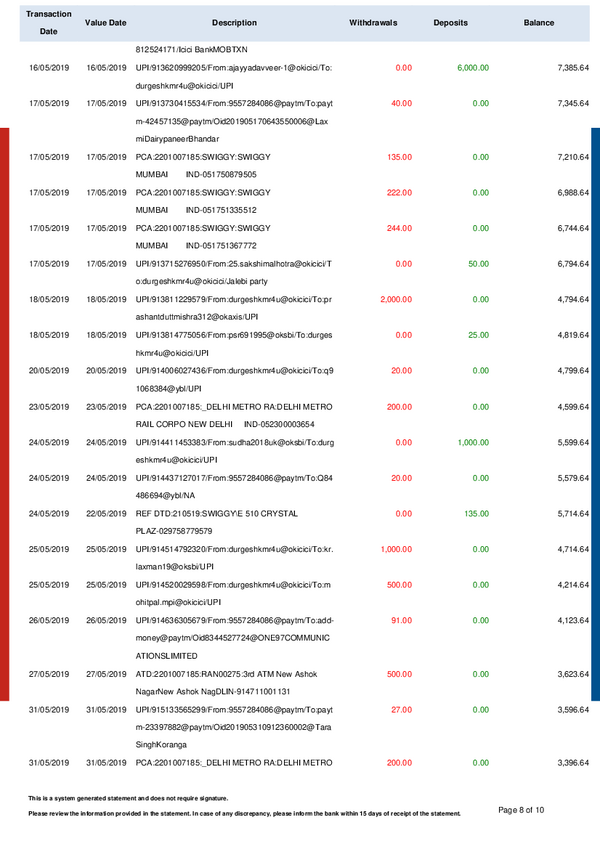 Transaction Date Value Date Description Withdrawals Deposits Balance
812524171/Icici BankMOBTXN
16/05/2019 16/05/2019 UPI/913620999205/From:ajayyadavveer-1@okicici/To: 0.00 6,000.00 7,385.64
durgeshkmr4u@okicici/UPI
17/05/2019 17/05/2019 UPI/913730415534/From:9557284086@paytm/To:payt 40.00 0.00 7,345.64
m-42457135@paytm/Oid201905170643550006@Lax
miDairypaneerBhandar
17/05/2019 17/05/2019 PCA:2201007185:SWIGGY:SWIGGY 135.00 0.00 7,210.64
MUMBAI IND-051750879505
17/05/2019 17/05/2019 PCA:2201007185:SWIGGY:SWIGGY 222.00 0.00 6,988.64
MUMBAI IND-051751335512
17/05/2019 17/05/2019 PCA:2201007185:SWIGGY:SWIGGY 244.00 0.00 6,744.64
MUMBAI IND-051751367772
17/05/2019 17/05/2019 UPI/913715276950/From:25.sakshimalhotra@okicici/T 0.00 50.00 6,794.64
o:durgeshkmr4u@okicici/Jalebi party
18/05/2019 18/05/2019 UPI/913811229579/From:durgeshkmr4u@okicici/To:pr 2,000.00 0.00 4,794.64
ashantduttmishra312@okaxis/UPI
18/05/2019 18/05/2019 UPI/913814775056/From:psr691995@oksbi/To:durges 0.00 25.00 4,819.64
hkmr4u@okicici/UPI
20/05/2019 20/05/2019 UPI/914006027436/From:durgeshkmr4u@okicici/To:q9 20.00 0.00 4,799.64
1068384@ybl/UPI
23/05/2019 23/05/2019 PCA:2201007185:_DELHI METRO RA:DELHI METRO 200.00 0.00 4,599.64
RAIL CORPO NEW DELHI IND-052300003654
24/05/2019 24/05/2019 UPI/914411453383/From:sudha2018uk@oksbi/To:durg 0.00 1,000.00 5,599.64
eshkmr4u@okicici/UPI
24/05/2019 24/05/2019 UPI/914437127017/From:9557284086@paytm/To:Q84 20.00 0.00 5,579.64
486694@ybl/NA
24/05/2019 22/05/2019 REF DTD:210519:SWIGGY\E 510 CRYSTAL 0.00 135.00 5,714.64
PLAZ-029758779579
25/05/2019 25/05/2019 UPI/914514792320/From:durgeshkmr4u@okicici/To:kr. 1,000.00 0.00 4,714.64
laxman19@oksbi/UPI
25/05/2019 25/05/2019 UPI/914520029598/From:durgeshkmr4u@okicici/To:m 500.00 0.00 4,214.64
ohitpal.mpi@okicici/UPI
26/05/2019 26/05/2019 UPI/914636305679/From:9557284086@paytm/To:add- 91.00 0.00 4,123.64
money@paytm/Oid8344527724@ONE97COMMUNIC
ATIONSLIMITED
27/05/2019 27/05/2019 ATD:2201007185:RAN00275:3rd ATM New Ashok 500.00 0.00 3,623.64
NagarNew Ashok NagDLIN-914711001131
31/05/2019 31/05/2019 UPI/915133565299/From:9557284086@paytm/To:payt 27.00 0.00 3,596.64
m-23397882@paytm/Oid201905310912360002@Tara
SinghKoranga
31/05/2019 31/05/2019 PCA:2201007185:_DELHI METRO RA:DELHI METRO 200.00 0.00 3,396.64
This is a system generated statement and does not require signature.
Please review the information provided in the statement. In case of any discrepancy, please inform the bank within 15 days of receipt of the statement.
Page 8 of 10